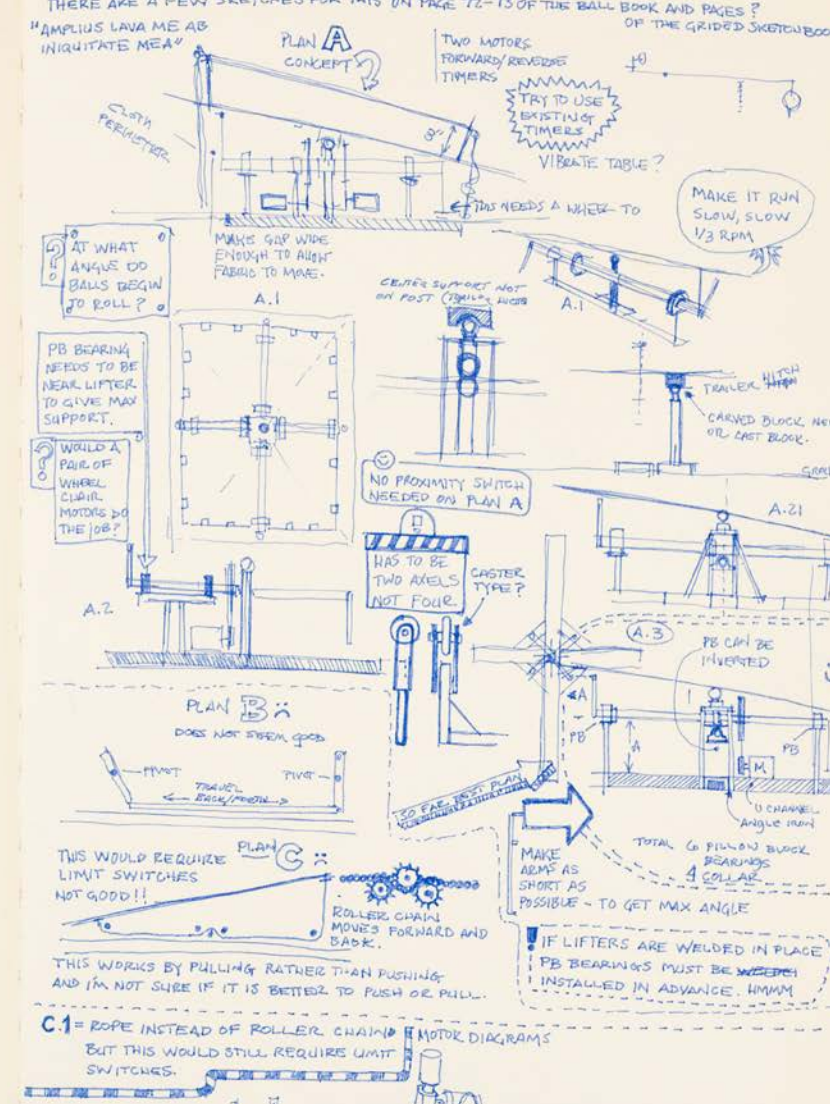 THERE ARE A FEW SKETCHES FOR THIS ON PAGE 72-73 OF THE BALL BOOK AND PAGES ?
OF THE GRIDED SKETCHBOO
"AMPLIUS LAVA ME AB
INIQUITATE MEA"
PLAN A
CONCEPT
TWO MOTORS
FORWARD/REVERSE
TIMERS
TRY TO USE
EXISTING
TIMERS
VIBRATE TABLE?
CLOTH
PERIMETER
8"
THIS NEEDS A WHEEL TO
MAKE IT RUN
SLOW, SLOW
1/3 RPM
MAKE GAP WIDE
ENOUGH TO ALLOW
FABRIC TO MOVE.
?
AT WHAT
ANGLE DO
BALLS BEGIN
TO ROLL?
A.1
CENTER SUPPORT NOT
ON POST
A.1
PB BEARING
NEEDS TO BE
NEAR LIFTER
TO GIVE MAX
SUPPORT.
TRAILER HITCH
CARVED BLOCK
OR CAST BLOCK.
?
WOULD A
PAIR OF
WHEEL
CHAIR
MOTORS DO
THE JOB?
NO PROXIMITY SWITCH
NEEDED ON PLAN A
A.21
HAS TO BE
TWO AXELS
NOT FOUR
CASTER
TYPE?
A.2
A.3
PB CAN BE
INVERTED
A
PB
A
M
PB
U CHANNEL
ANGLE IRON
PLAN B
DOES NOT SEEM GOOD
PIVOT
PIVOT
TRAVEL
BACK/FORTH
SO FAR BEST PLAN
TOTAL 6 PILLOW BLOCK
BEARINGS
4 COLLAR
MAKE
ARMS AS
SHORT AS
POSSIBLE - TO GET MAX ANGLE
PLAN C
THIS WOULD REQUIRE
LIMIT SWITCHES
NOT GOOD!!
ROLLER CHAIN
MOVES FORWARD AND
BACK.
! IF LIFTERS ARE WELDED IN PLACE
PB BEARINGS MUST BE
INSTALLED IN ADVANCE. HMMM
THIS WORKS BY PULLING RATHER THAN PUSHING
AND I'M NOT SURE IF IT IS BETTER TO PUSH OR PULL.
C.1 = ROPE INSTEAD OF ROLLER CHAIN
BUT THIS WOULD STILL REQUIRE LIMIT
SWITCHES.
MOTOR DIAGRAMS